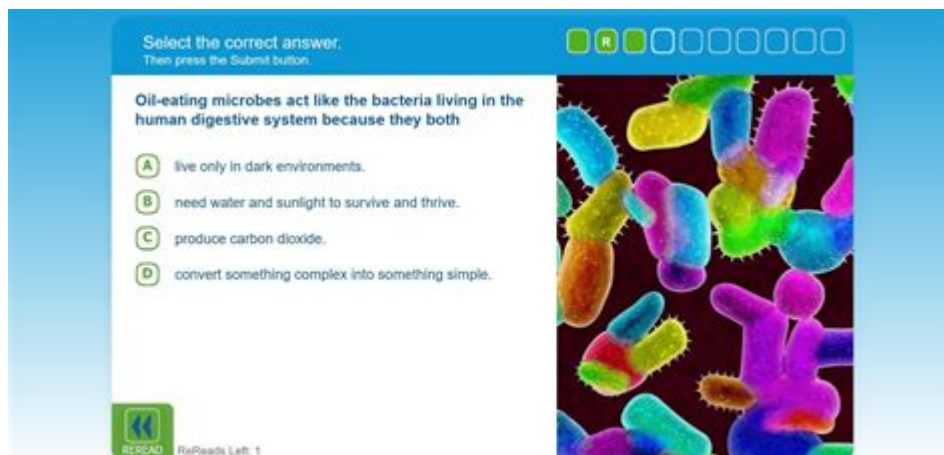 Select the correct answer.
Then press the Submit button.
R
Oil-eating microbes act like the bacteria living in the
human digestive system because they both
A live only in dark environments.
B need water and sunlight to survive and thrive.
C produce carbon dioxide.
D convert something complex into something simple.
REREAD
ReReads Left: 1